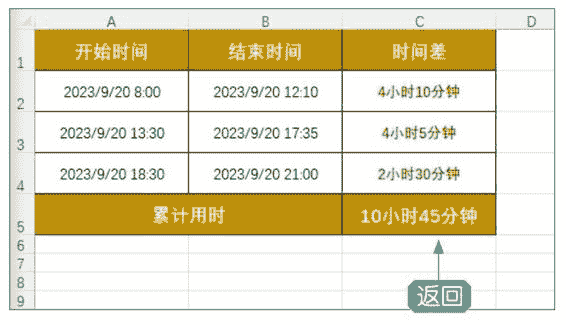 A B C D
1 开始时间 结束时间 时间差
2 2023/9/20 8:00 2023/9/20 12:10 4小时10分钟
3 2023/9/20 13:30 2023/9/20 17:35 4小时5分钟
4 2023/9/20 18:30 2023/9/20 21:00 2小时30分钟
5 累计用时 10小时45分钟
6
7
8 返回
9